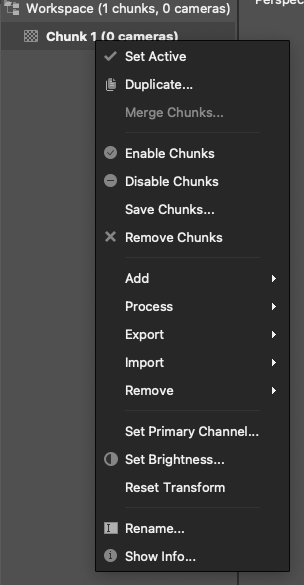 Workspace (1 chunks, 0 cameras)
Perspec
Chunk 1 (0 cameras)
Set Active
Duplicate...
Merge Chunks...
Enable Chunks
Disable Chunks
Save Chunks...
Remove Chunks
Add
Process
Export
Import
Remove
Set Primary Channel...
Set Brightness...
Reset Transform
Rename...
Show Info...